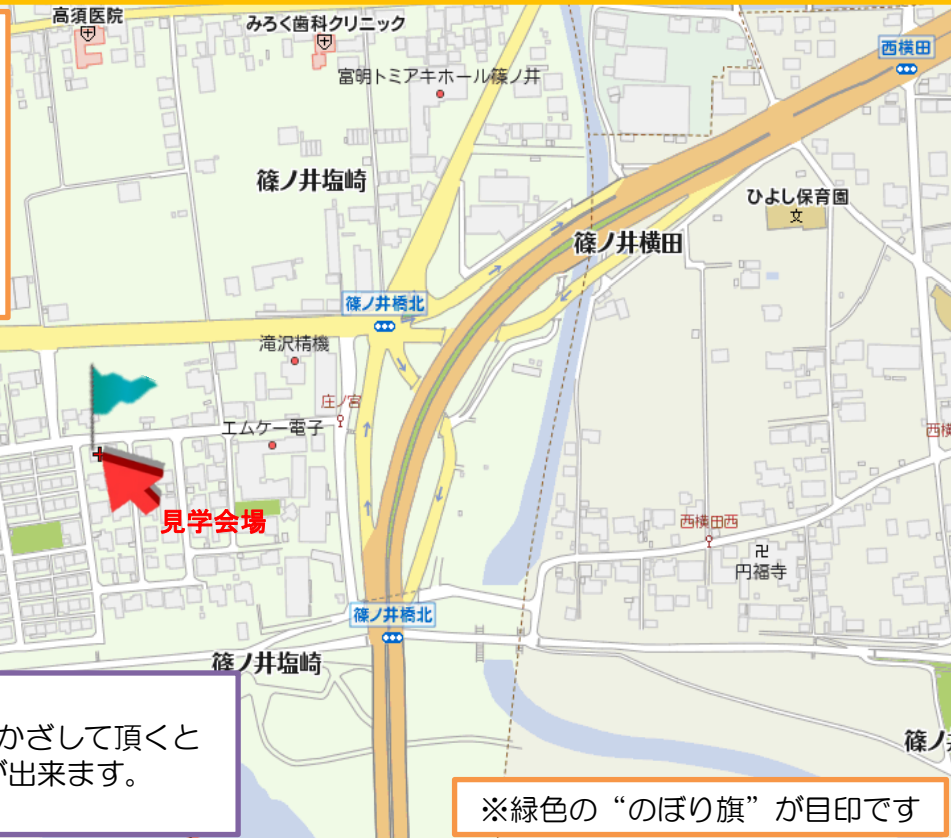 高須医院
みろく歯科クリニック
西横田
富明トミアキホール篠ノ井
篠ノ井塩崎
ひよし保育園
文
篠ノ井横田
篠ノ井橋北
滝沢精機
庄ノ宮
エムケー電子
西横
見学会場
西横田西
卍
円福寺
篠ノ井橋北
篠ノ井塩崎
かざして頂くと
が出来ます。
篠ノ井
※緑色の“のぼり旗”が目印です